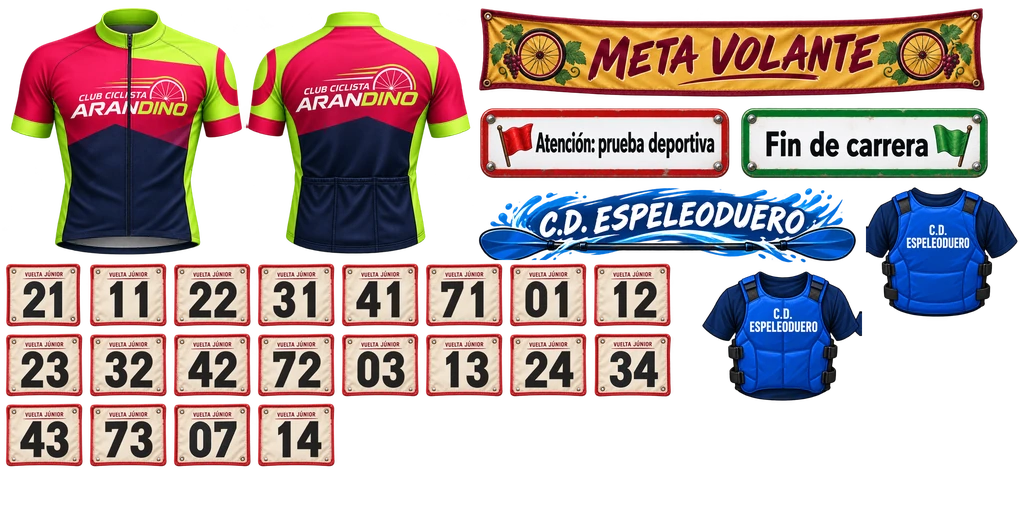 CLUB CICLISTA
ARANDINO
CLUB CICLISTA
ARANDINO
META VOLANTE
Atención: prueba deportiva
Fin de carrera
C.D. ESPELEODUERO
C.D.
ESPELEODUERO
C.D.
ESPELEODUERO
VUELTA JÚNIOR
21
VUELTA JÚNIOR
11
VUELTA JÚNIOR
22
VUELTA JÚNIOR
31
VUELTA JÚNIOR
41
VUELTA JÚNIOR
71
VUELTA JÚNIOR
01
VUELTA JÚNIOR
12
VUELTA JÚNIOR
23
VUELTA JÚNIOR
32
VUELTA JÚNIOR
42
VUELTA JÚNIOR
72
VUELTA JÚNIOR
03
VUELTA JÚNIOR
13
VUELTA JÚNIOR
24
VUELTA JÚNIOR
34
VUELTA JÚNIOR
43
VUELTA JÚNIOR
73
VUELTA JÚNIOR
07
VUELTA JÚNIOR
14